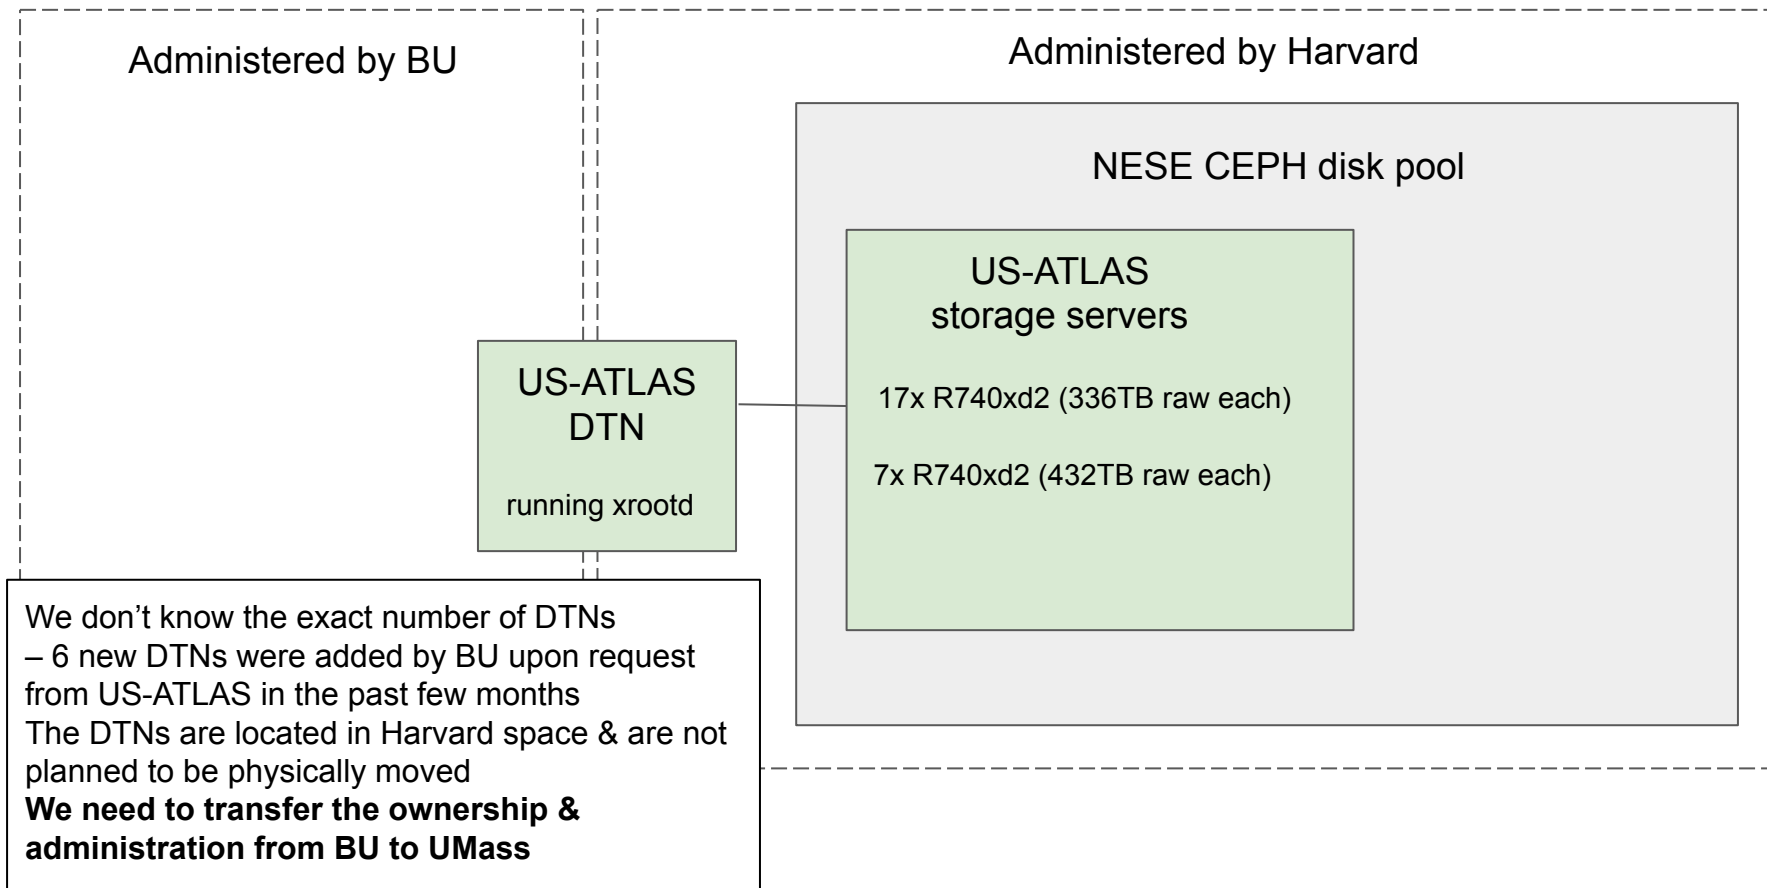 Administered by BU
Administered by Harvard
NESE CEPH disk pool
US-ATLAS
storage servers
17x R740xd2 (336TB raw each)
7x R740xd2 (432TB raw each)
US-ATLAS
DTN
running xrootd
We don’t know the exact number of DTNs
– 6 new DTNs were added by BU upon request
from US-ATLAS in the past few months
The DTNs are located in Harvard space & are not
planned to be physically moved
We need to transfer the ownership &
administration from BU to UMass